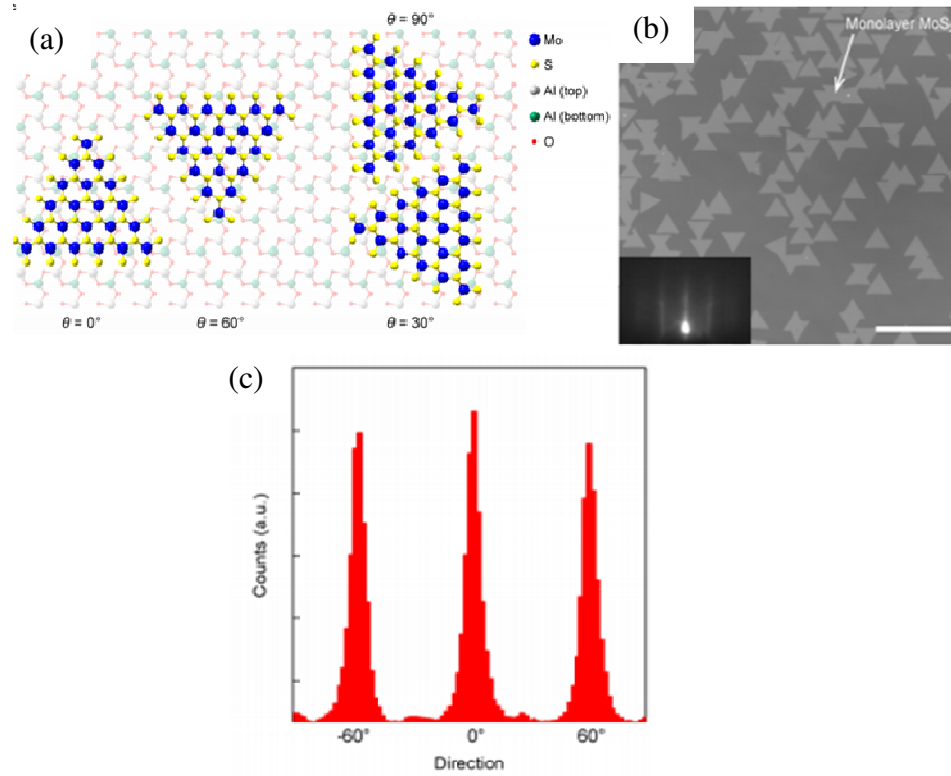 (a)
θ = 90°
Mo
S
Al (top)
Al (bottom)
O
θ = 0°
θ = 60°
θ = 30°
(b)
Monolayer MoS
(c)
Counts (a.u.)
-60°
0°
60°
Direction